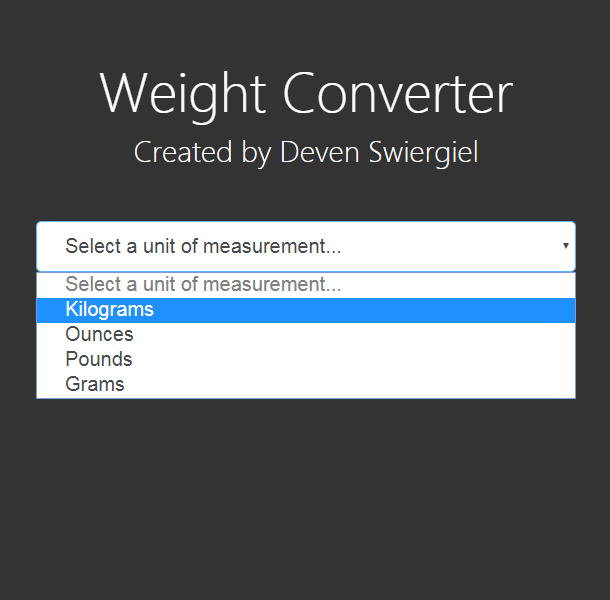 Weight Converter
Created by Deven Swiergiel
Select a unit of measurement...
Select a unit of measurement...
Kilograms
Ounces
Pounds
Grams